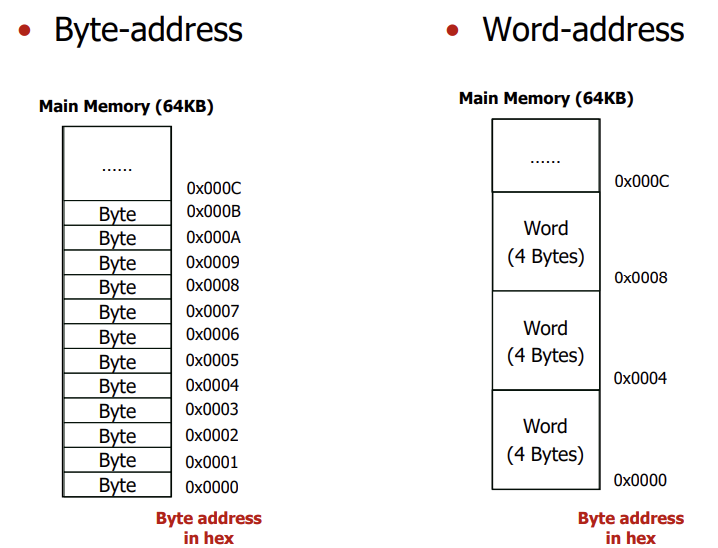 • Byte-address
Main Memory (64KB)
......
0x000C
Byte 0x000B
Byte 0x000A
Byte 0x0009
Byte 0x0008
Byte 0x0007
Byte 0x0006
Byte 0x0005
Byte 0x0004
Byte 0x0003
Byte 0x0002
Byte 0x0001
Byte 0x0000
Byte address
in hex
• Word-address
Main Memory (64KB)
......
0x000C
Word
(4 Bytes)
0x0008
Word
(4 Bytes)
0x0004
Word
(4 Bytes)
0x0000
Byte address
in hex